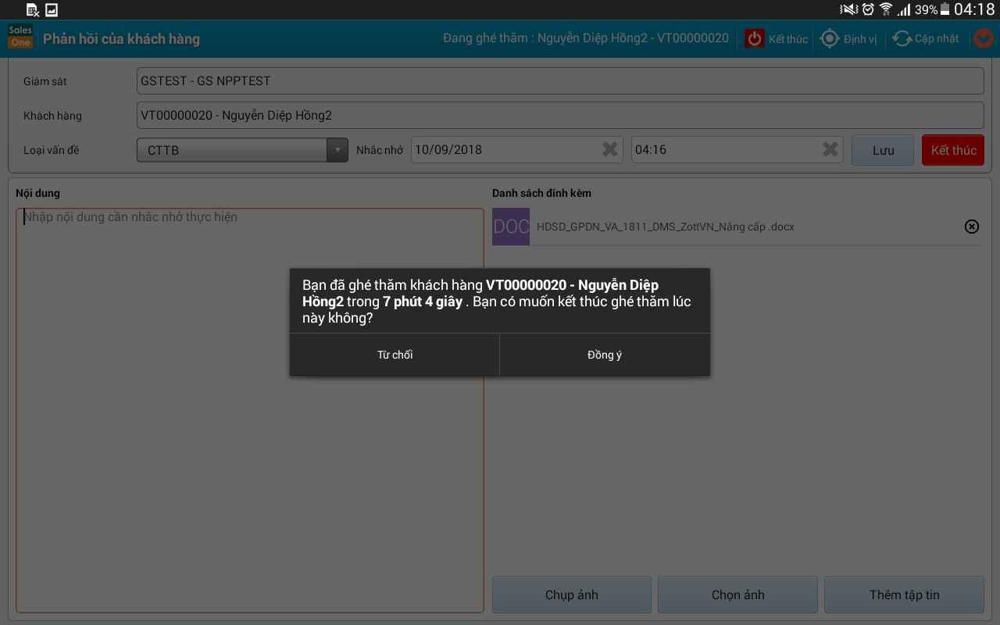 39% 04:18
Sales One
Phản hồi của khách hàng
Đang ghé thăm : Nguyễn Diệp Hồng2 - VT00000020
Kết thúc
Định vị
Cập nhật
Giám sát
GSTEST - GS NPPTEST
Khách hàng
VT00000020 - Nguyễn Diệp Hồng2
Loại vấn đề
CTTB
Nhắc nhở
10/09/2018
04:16
Lưu
Kết thúc
Nội dung
Nhập nội dung cần nhắc nhở thực hiện
Danh sách đính kèm
DOC
HDSD_GPDN_VA_1811_DMS_ZottVN_Nâng cấp .docx
Bạn đã ghé thăm khách hàng VT00000020 - Nguyễn Diệp
Hồng2 trong 7 phút 4 giây . Bạn có muốn kết thúc ghé thăm lúc
này không?
Từ chối
Đồng ý
Chụp ảnh
Chọn ảnh
Thêm tập tin